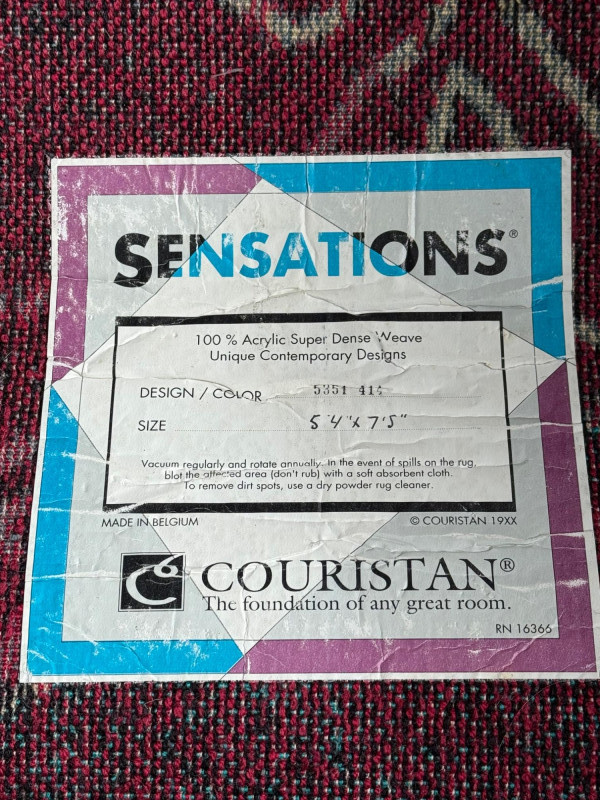 SENSATIONS®
100 % Acrylic Super Dense Weave
Unique Contemporary Designs
DESIGN / COLOR 5351 414
SIZE 5'4"x 7'5"
Vacuum regularly and rotate annually. In the event of spills on the rug,
blot the affected area (don't rub) with a soft absorbent cloth.
To remove dirt spots, use a dry powder rug cleaner.
MADE IN BELGIUM © COURISTAN 19XX
COURISTAN®
The foundation of any great room.
RN 16366